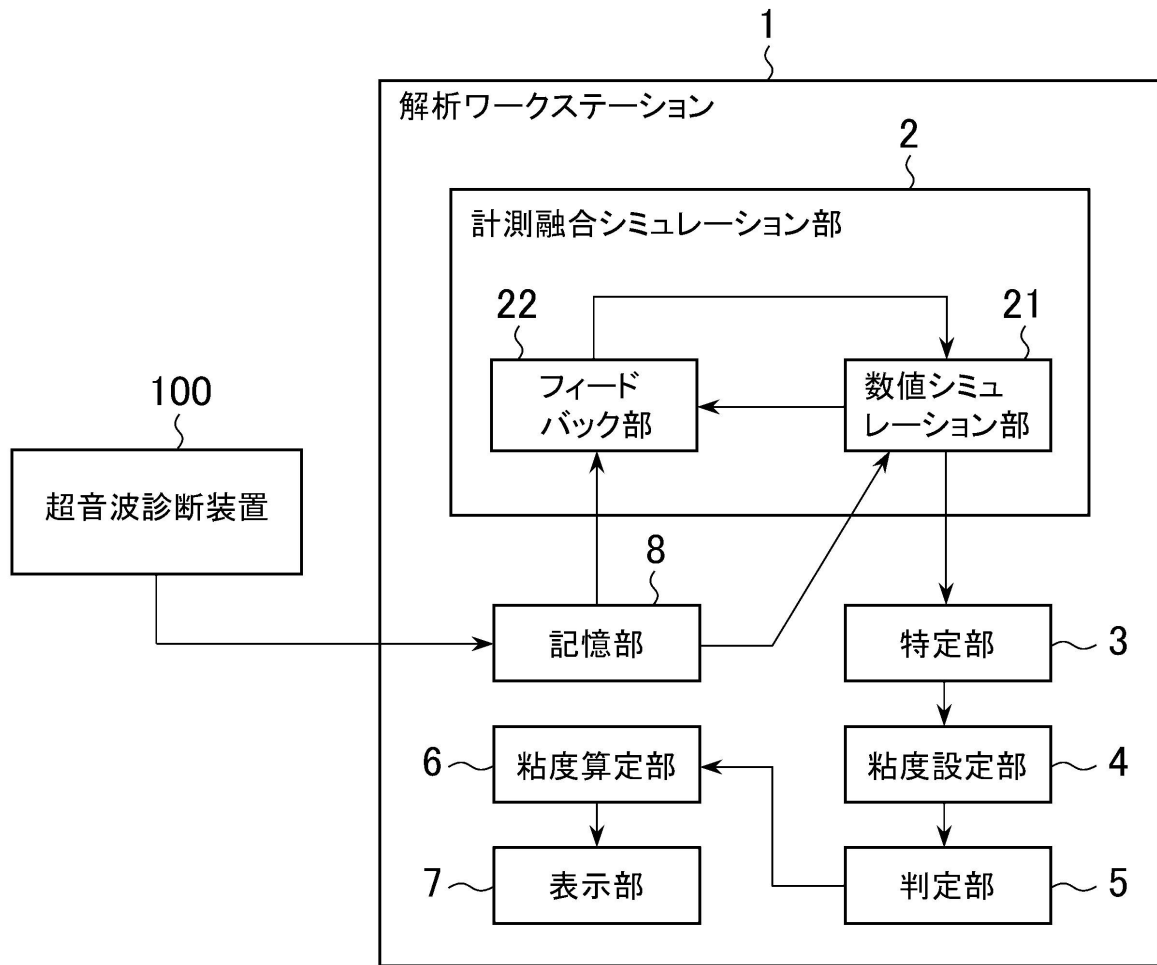 1
解析ワークステーション
2
計測融合シミュレーション部
22
21
フィード
バック部
数値シミュ
レーション部
100
超音波診断装置
8
記憶部
特定部
3
6
粘度算定部
粘度設定部
4
7
表示部
判定部
5